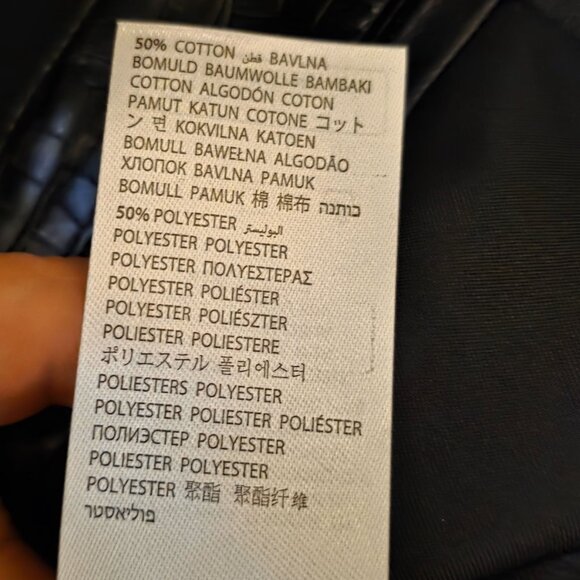 50% COTTON قطن BAVLNA
BOMULD BAUMWOLLE BAMBAKI
COTTON ALGODÓN COTON
PAMUT KATUN COTONE コット
ン 면 KOKVILNA KATOEN
BOMULL BAWEŁNA ALGODÃO
ХЛОПОК BAVLNA PAMUK
BOMULL PAMUK 棉 棉布 כותנה
50% POLYESTER البوليستر
POLYESTER POLYESTER
POLYESTER ΠΟΛΥΕΣΤΕΡΑΣ
POLYESTER POLIÉSTER
POLYESTER POLIÉSZTER
POLIESTER POLIESTERE
ポリエステル 폴리에스터
POLIESTERS POLYESTER
POLYESTER POLIESTER POLIÉSTER
ПОЛИЭСТЕР POLYESTER
POLIESTER POLYESTER
POLYESTER 聚酯 聚酯纤维
פוליאסטר